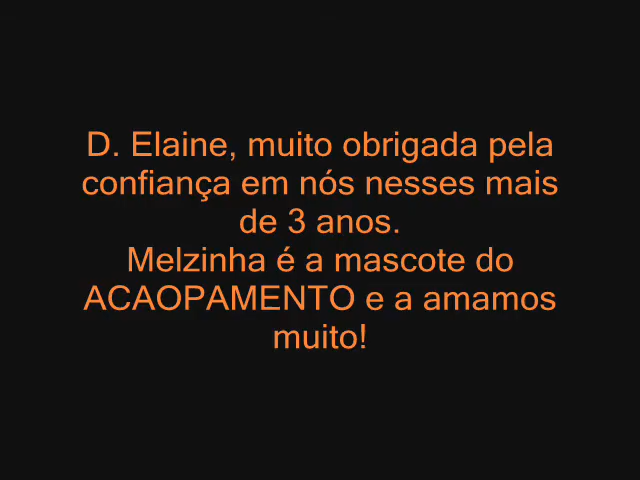 D. Elaine, muito obrigada pela
confiança em nós nesses mais
de 3 anos.
Melzinha é a mascote do
ACAOPAMENTO e a amamos
muito!